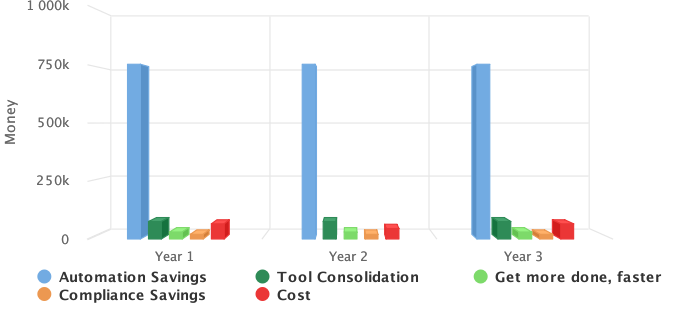 1 000k
750k
500k
250k
0
Money
Year 1
Year 2
Year 3
Automation Savings
Tool Consolidation
Get more done, faster
Compliance Savings
Cost